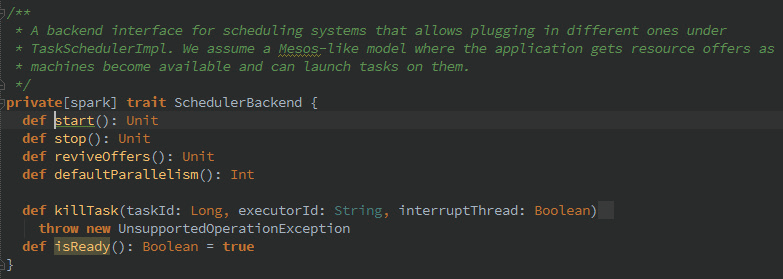 /**
 * A backend interface for scheduling systems that allows plugging in different ones under
 * TaskSchedulerImpl. We assume a Mesos-like model where the application gets resource offers as
 * machines become available and can launch tasks on them.
 */
private[spark] trait SchedulerBackend {
  def start(): Unit
  def stop(): Unit
  def reviveOffers(): Unit
  def defaultParallelism(): Int
  def killTask(taskId: Long, executorId: String, interruptThread: Boolean)
    throw new UnsupportedOperationException
  def isReady(): Boolean = true
}